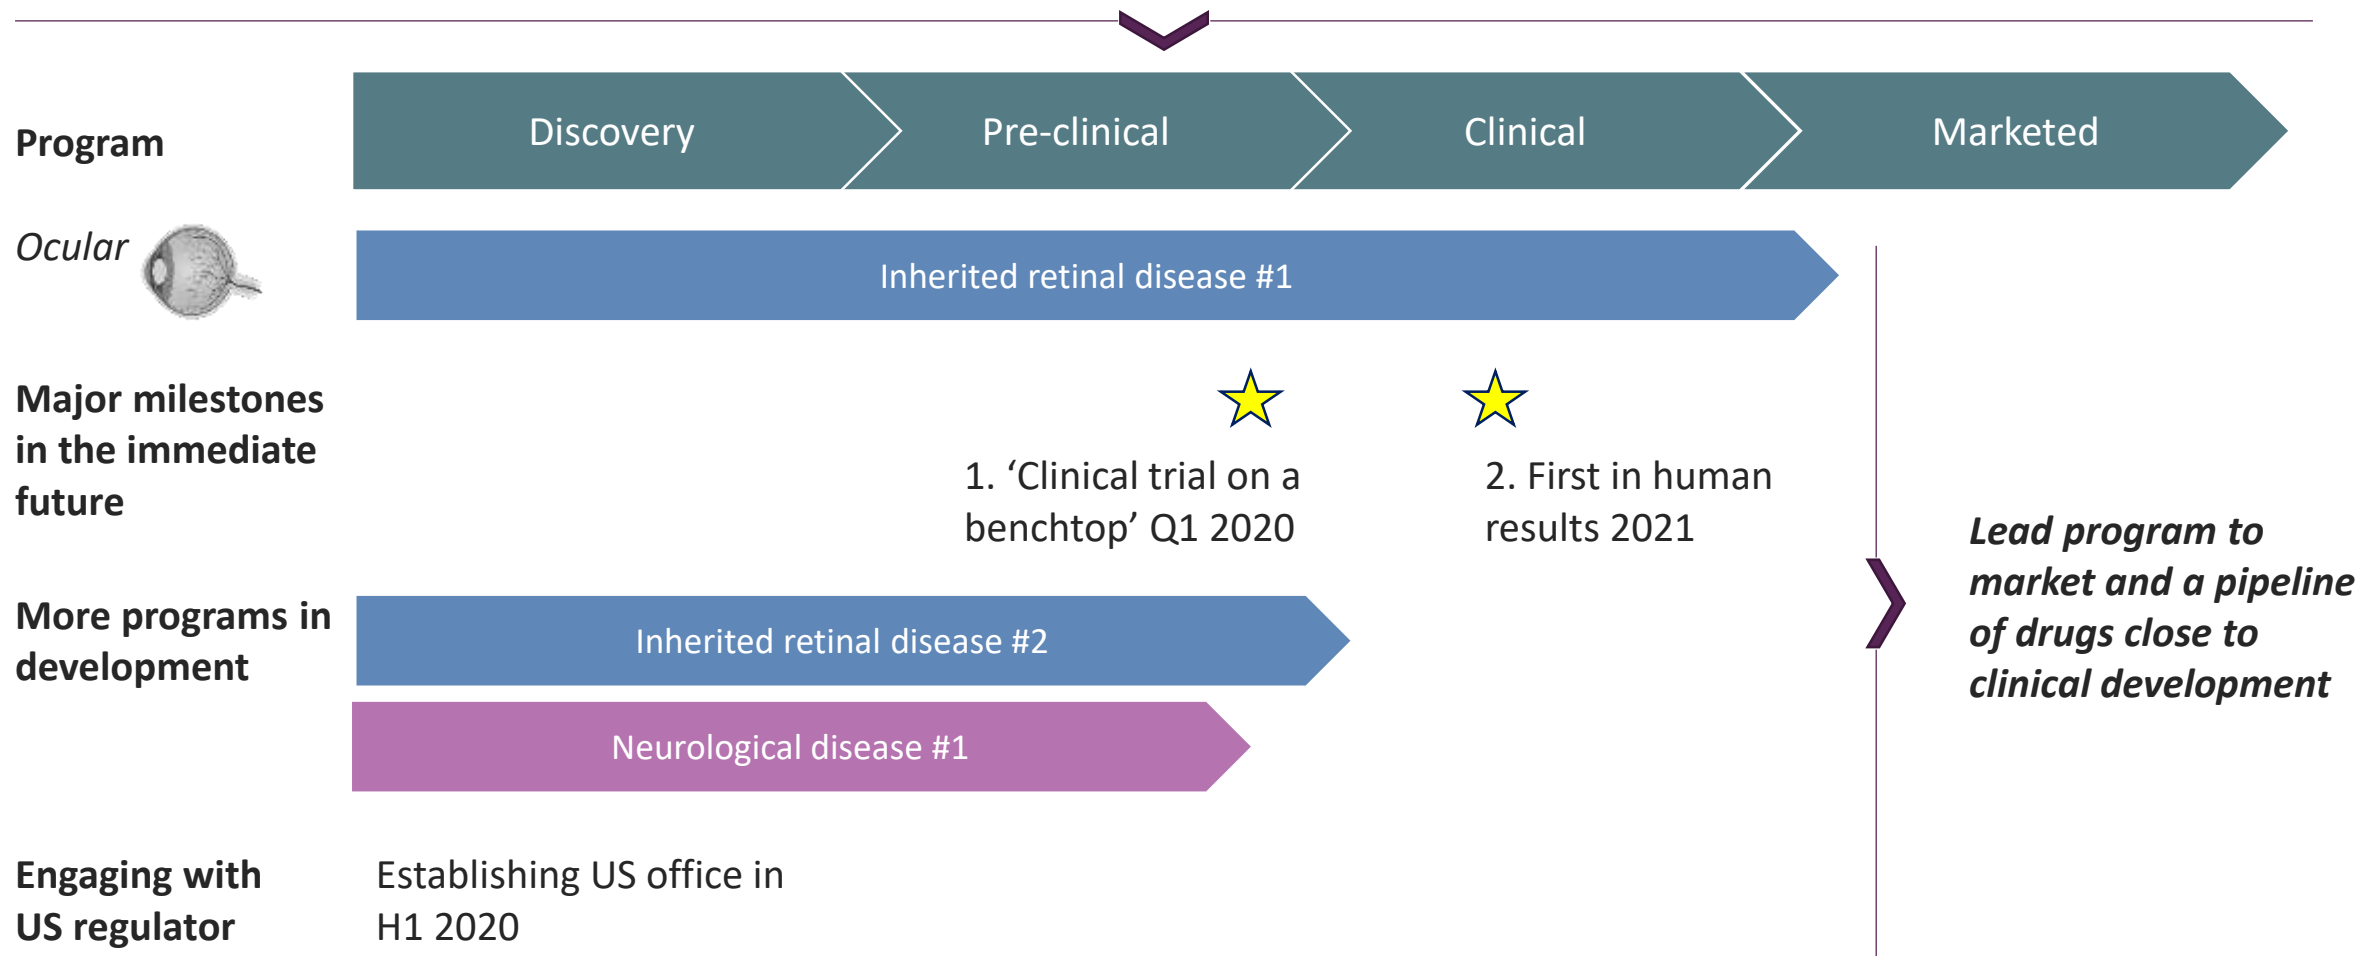 Program
Discovery
Pre-clinical
Clinical
Marketed
Ocular
Inherited retinal disease #1
Major milestones
in the immediate
future
1. ‘Clinical trial on a
benchtop’ Q1 2020
2. First in human
results 2021
More programs in
development
Inherited retinal disease #2
Neurological disease #1
Lead program to
market and a pipeline
of drugs close to
clinical development
Engaging with
US regulator
Establishing US office in
H1 2020